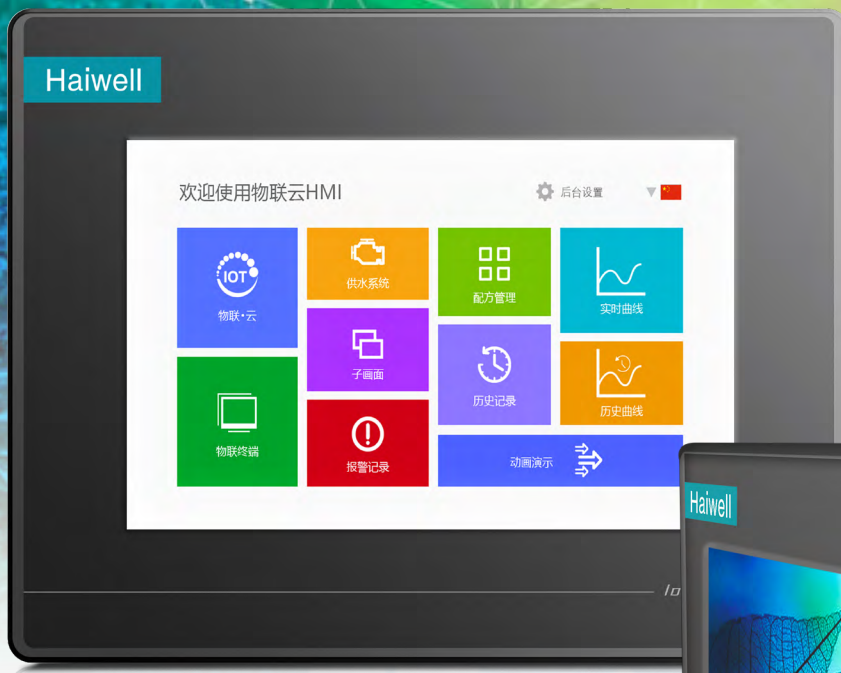 Haiwell
欢迎使用物联云HMI
后台设置
IOT
物联·云
供水系统
配方管理
实时曲线
子画面
历史记录
历史曲线
物联终端
报警记录
动画演示
Haiwell